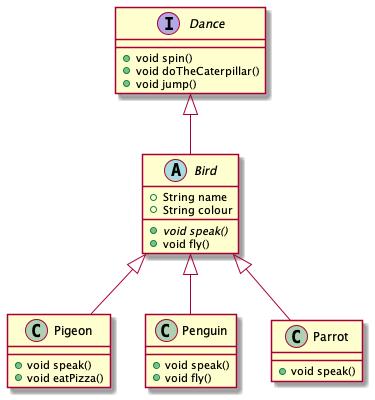 I Dance
void spin()
void doTheCaterpillar()
void jump()
A Bird
String name
String colour
void speak()
void fly()
C Pigeon
void speak()
void eatPizza()
C Penguin
void speak()
void fly()
C Parrot
void speak()